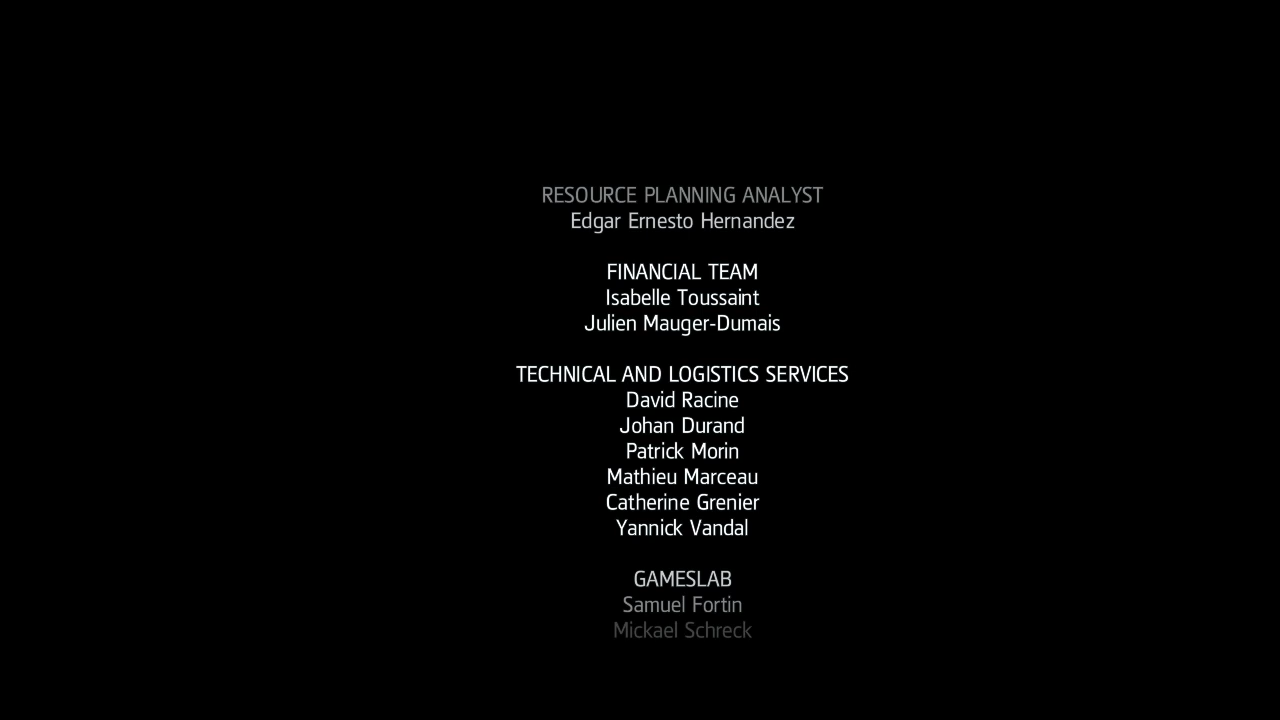 RESOURCE PLANNING ANALYST
Edgar Ernesto Hernandez
FINANCIAL TEAM
Isabelle Toussaint
Julien Mauger-Dumais
TECHNICAL AND LOGISTICS SERVICES
David Racine
Johan Durand
Patrick Morin
Mathieu Marceau
Catherine Grenier
Yannick Vandal
GAMESLAB
Samuel Fortin
Mickael Schreck